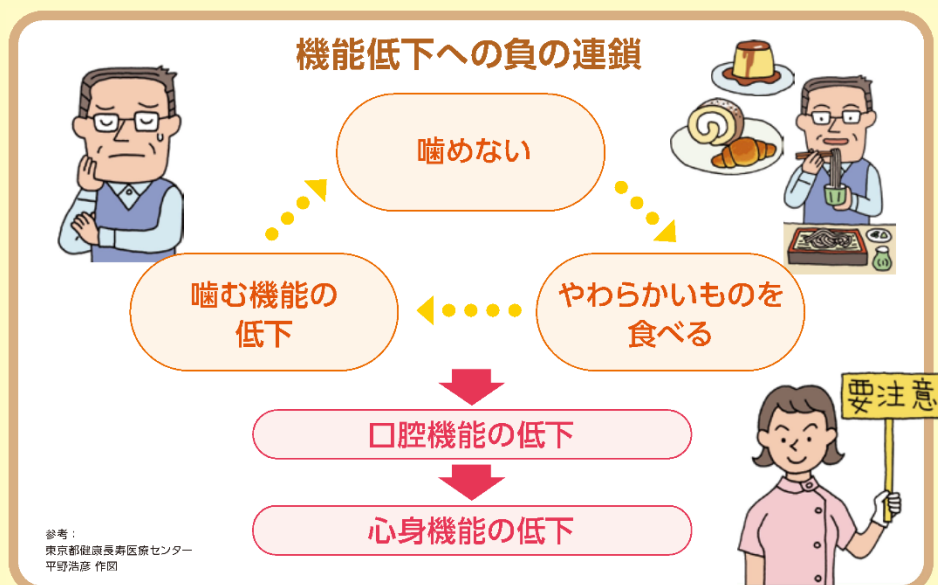 機能低下への負の連鎖
噛めない
やわらかいものを
食べる
噛む機能の
低下
口腔機能の低下
心身機能の低下
要注意
参考：
東京都健康長寿医療センター
平野浩彦 作図